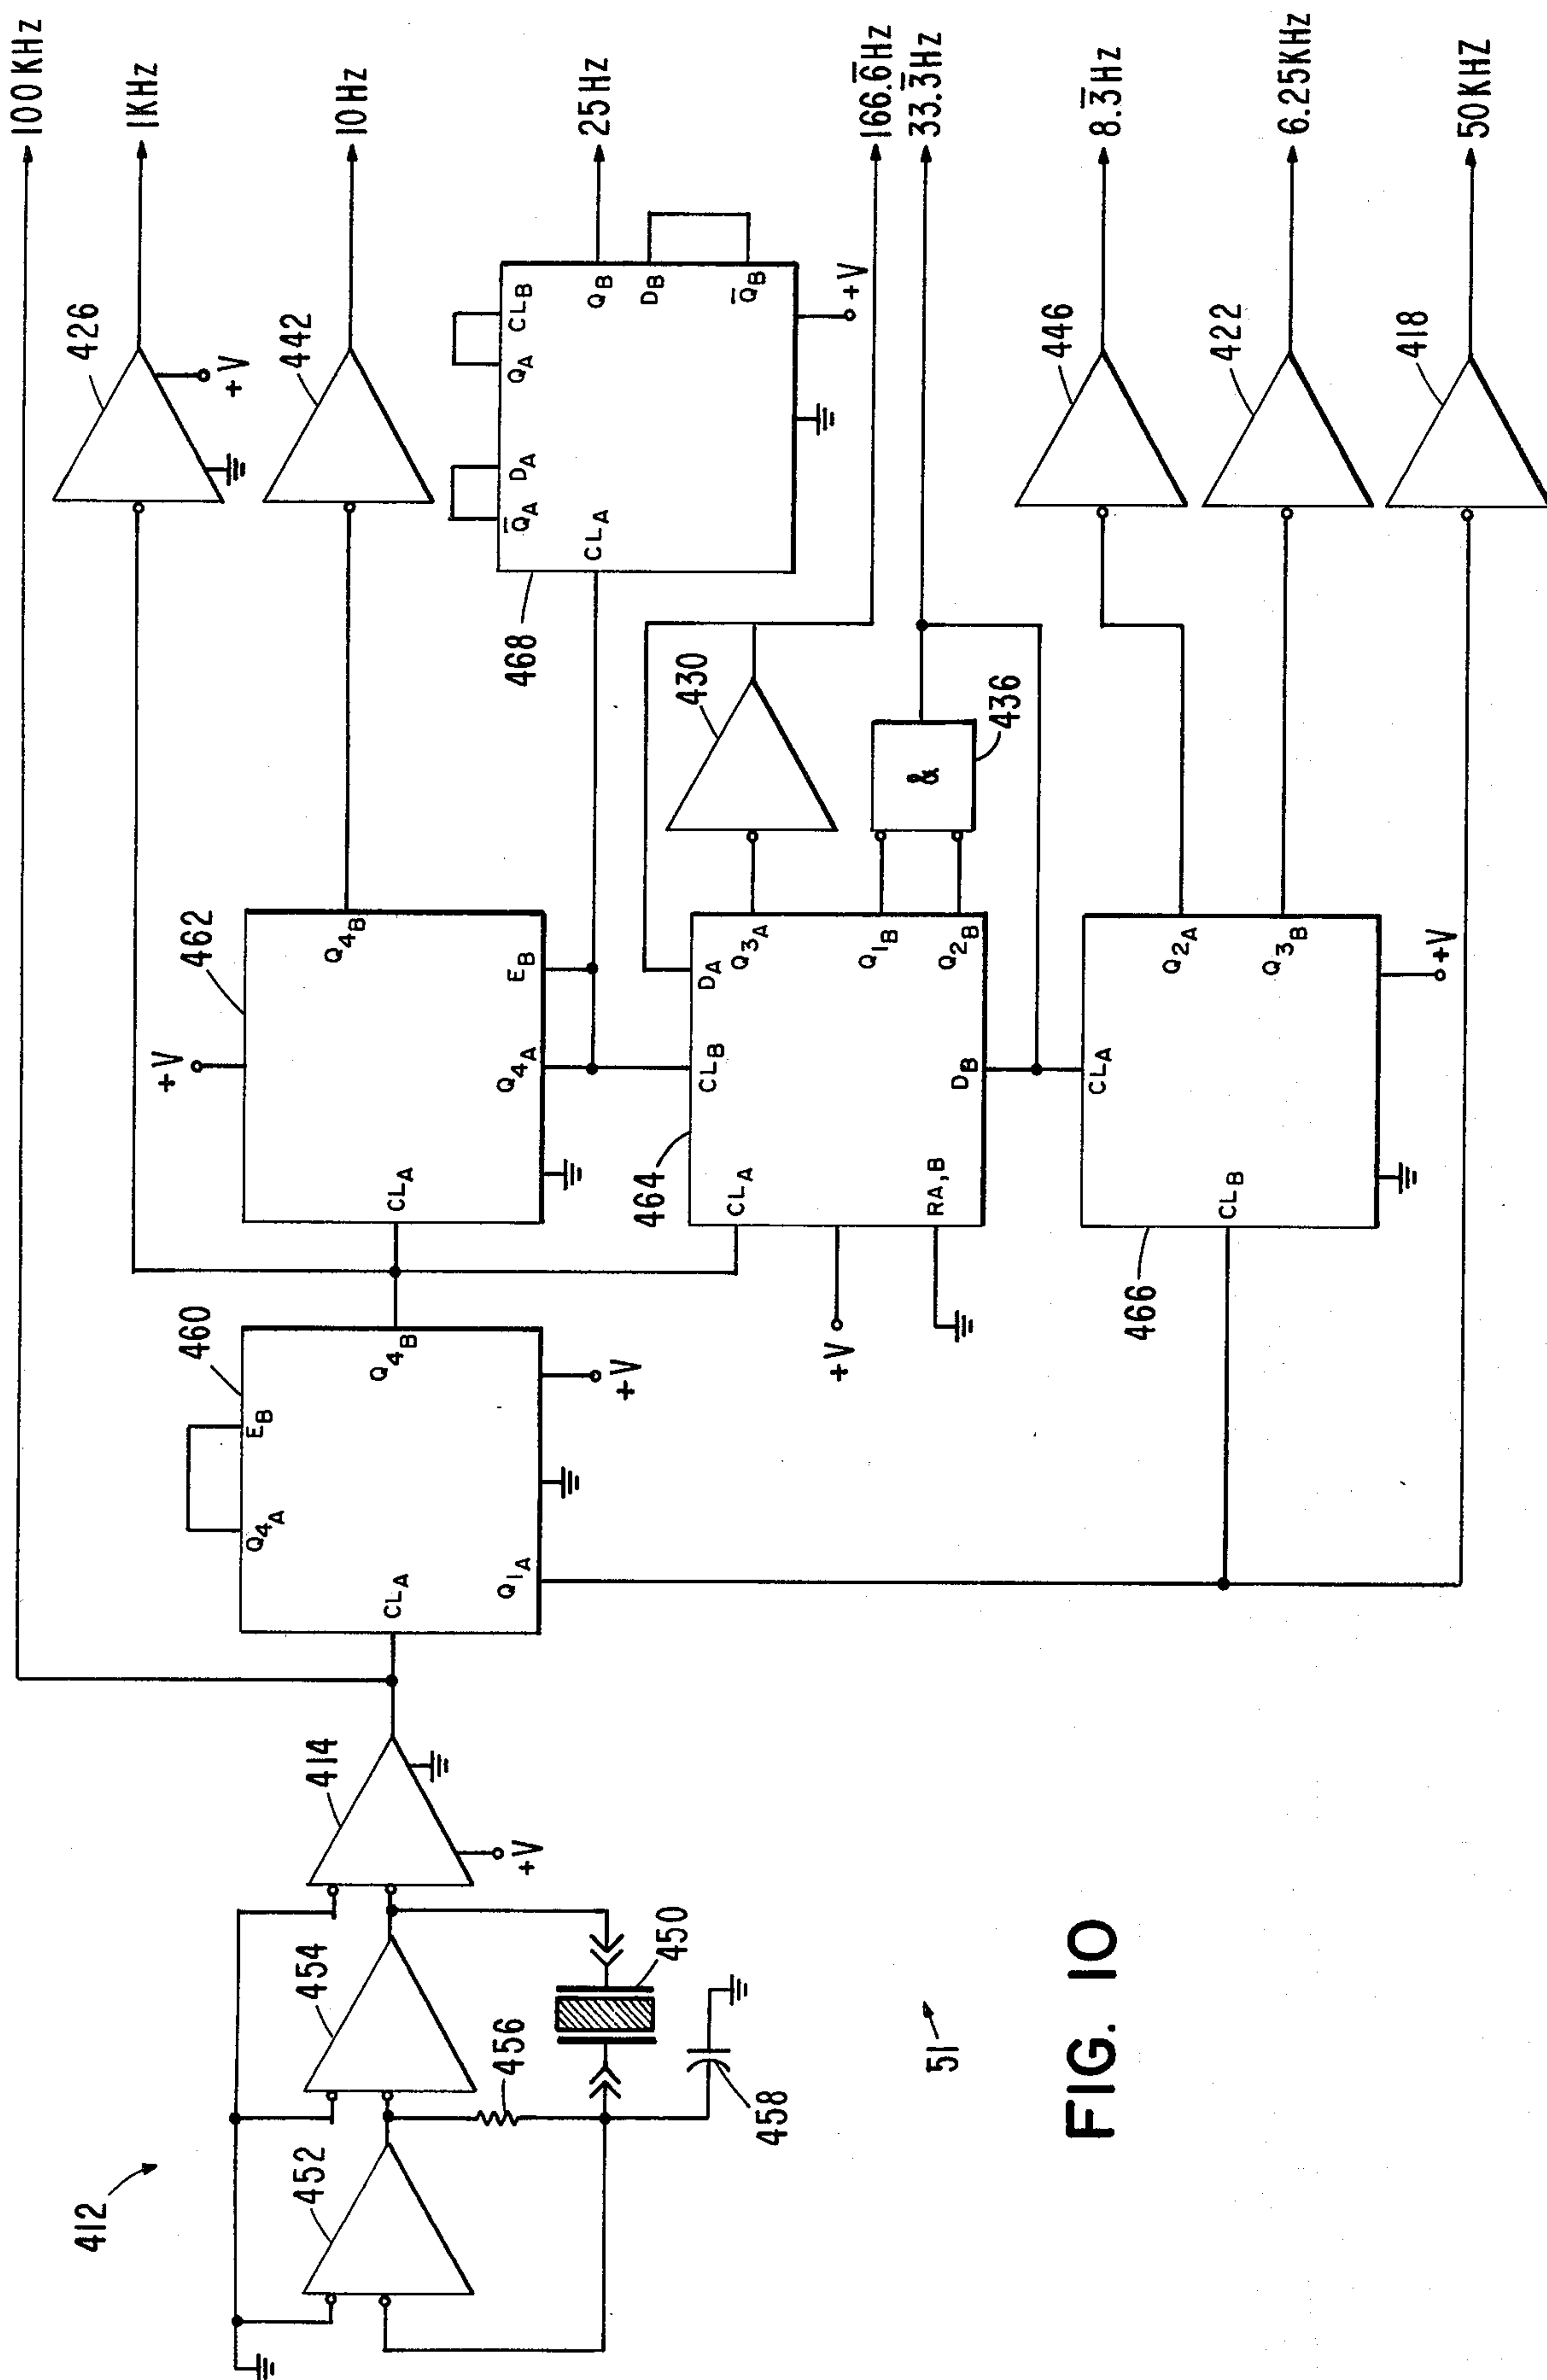 412
452
454
456
458
450
414
+V
51
FIG. 10
460
CLA
Q4A
EB
Q4B
Q1A
+V
462
+V
CLA
Q4A
EB
Q4B
464
CLA
CLB
DA
Q3A
Q1B
Q2B
DB
RA,B
+V
466
CLB
CLA
Q2A
Q3B
+V
468
CLA
Q̅A
DA
QA
CLB
QB
DB
Q̅B
+V
430
436
&
426
+V
442
446
422
418
100KHz
1KHz
10Hz
25Hz
166.6̅Hz
33.3̅Hz
8.3̅Hz
6.25KHz
50KHZ